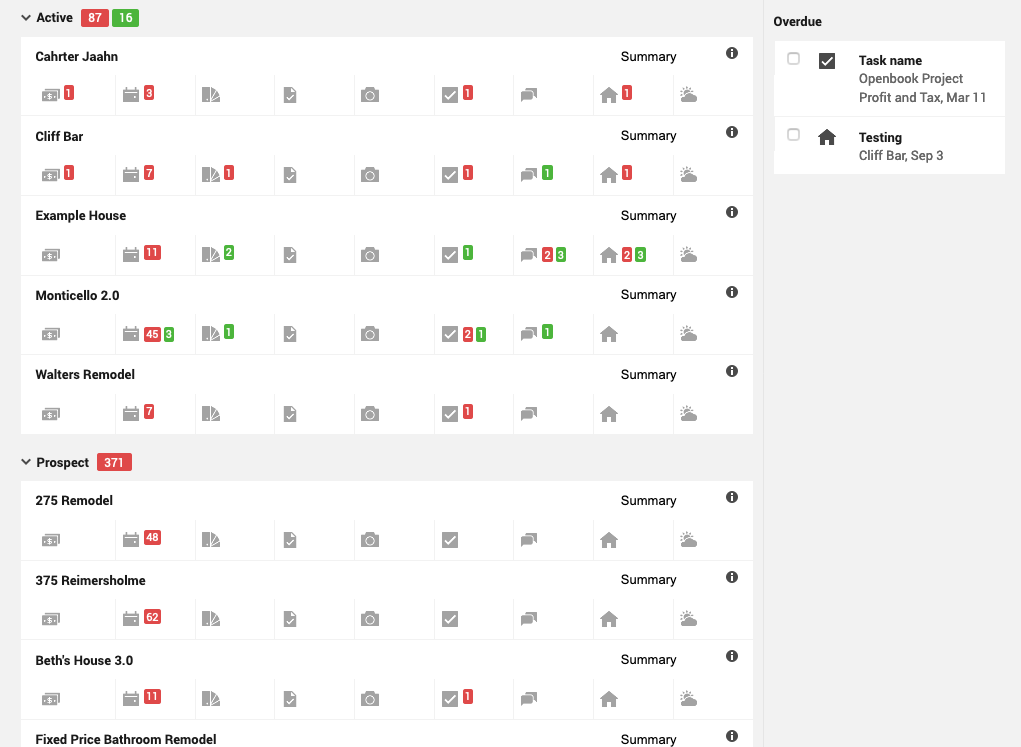 Active 87 16
Cahrter Jaahn Summary
1 3 1 1
Cliff Bar Summary
1 7 1 1 1 1
Example House Summary
11 2 1 2 3 2 3
Monticello 2.0 Summary
45 3 1 2 1 1
Walters Remodel Summary
7 1
Prospect 371
275 Remodel Summary
48
375 Reimersholme Summary
62
Beth's House 3.0 Summary
11 1
Fixed Price Bathroom Remodel Summary
Overdue
Task name
Openbook Project
Profit and Tax, Mar 11
Testing
Cliff Bar, Sep 3